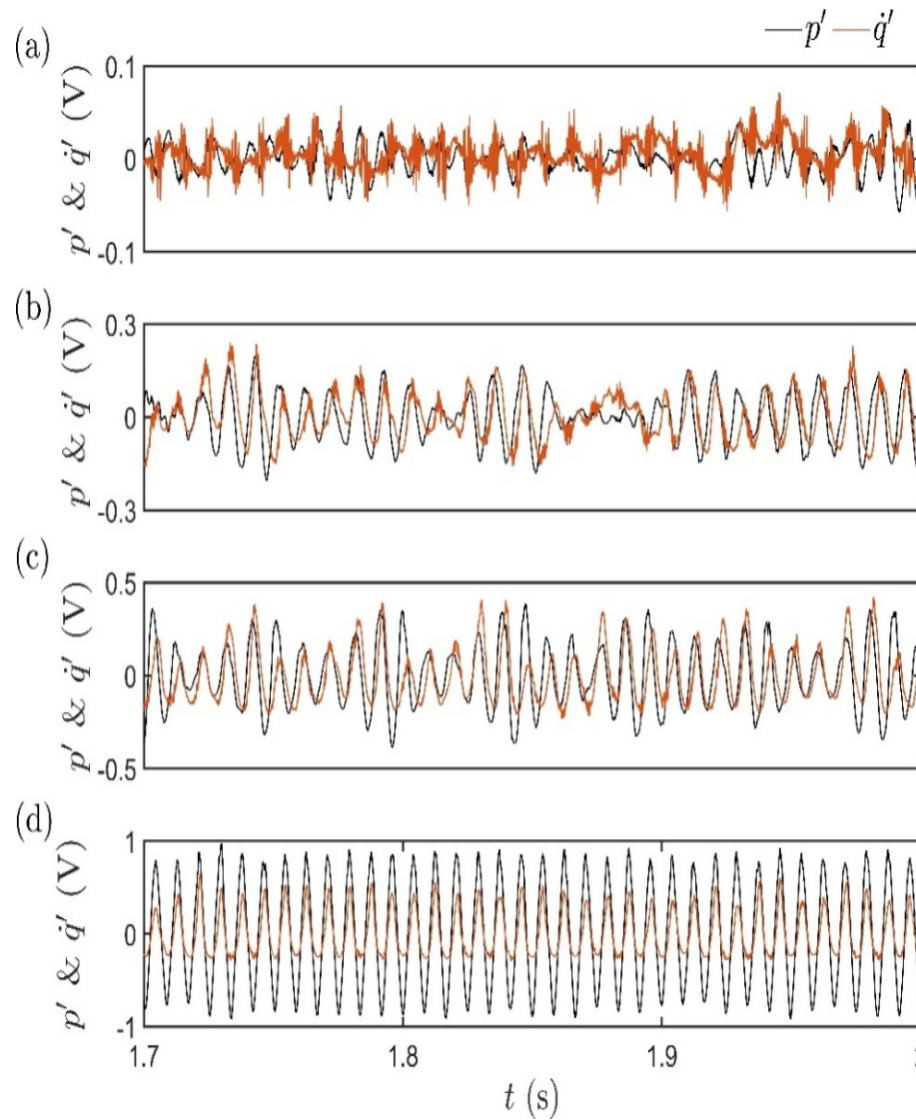 p′ q̇′
(a)
0.1
0
-0.1
p′ & q̇′ (V)
(b)
0.3
0
-0.3
p′ & q̇′ (V)
(c)
0.5
0
-0.5
p′ & q̇′ (V)
(d)
1
0
-1
p′ & q̇′ (V)
1.7 1.8 1.9
t (s)